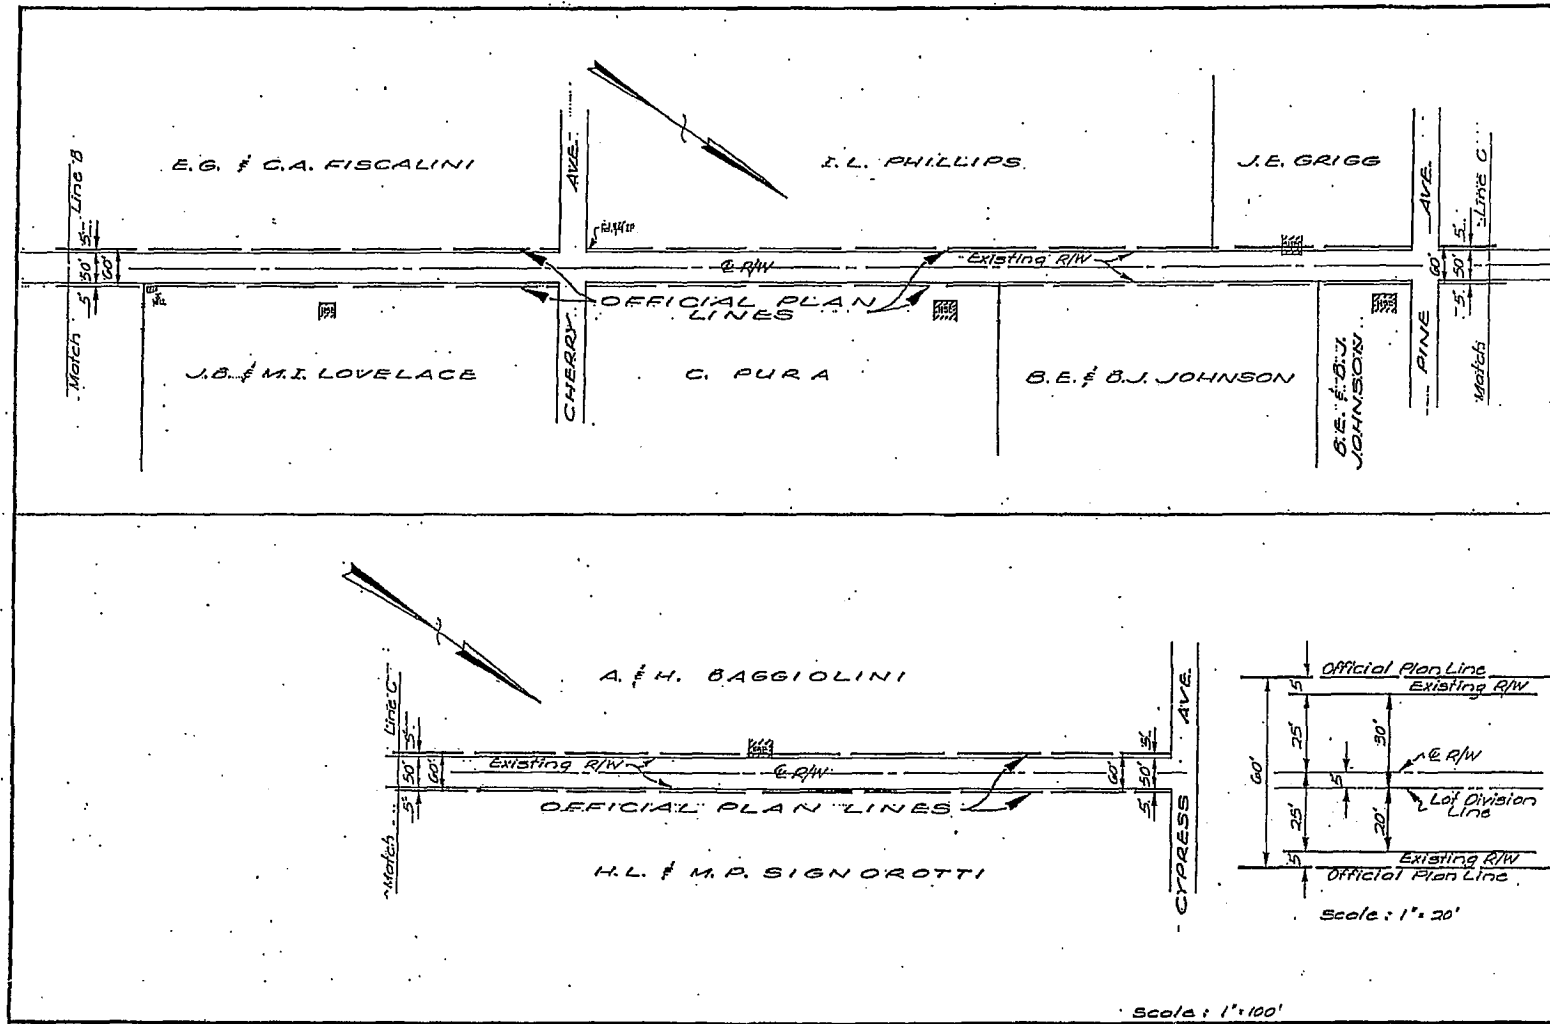 E.G. & C.A. FISCALINI
I.L. PHILLIPS
J.E. GRIGG
Match Line B
5'
50'
60'
5'
CHERRY AVE.
℄ R/W
Existing R/W
OFFICIAL PLAN
LINES
PINE AVE.
60'
5'
50'
5'
Match Line C
J.B. & M.I. LOVELACE
C. PURA
B.E. & B.J. JOHNSON
B.E. & B.J.
JOHNSON
A. & H. BAGGIOLINI
Match Line C
5'
50'
60'
5'
Existing R/W
℄ R/W
OFFICIAL PLAN LINES
60'
5'
50'
5'
CYPRESS AVE.
H.L. & M.P. SIGNOROTTI
Official Plan Line
Existing R/W
5
25'
30'
60'
℄ R/W
5
Lot Division
Line
25'
20'
5
Existing R/W
Official Plan Line
Scale: 1"=20'
Scale: 1"=100'